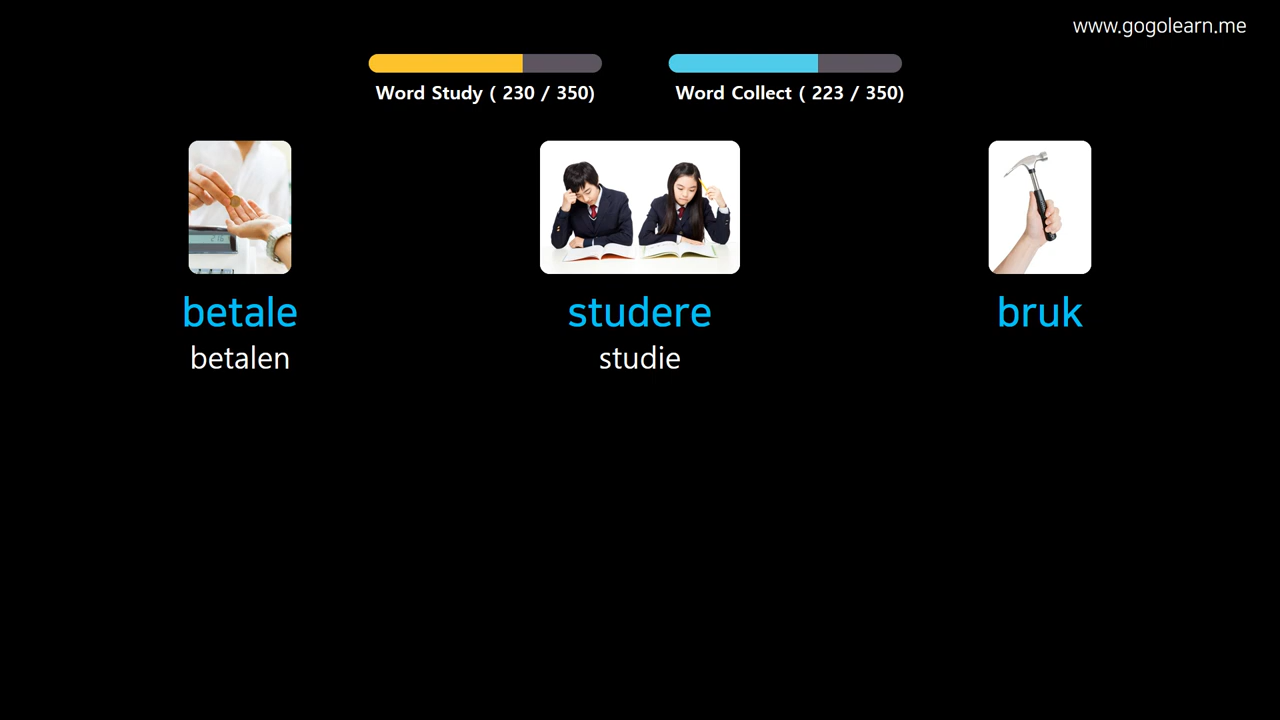 www.gogolearn.me
Word Study ( 230 / 350)
Word Collect ( 223 / 350)
betale
studere
bruk
betalen
studie